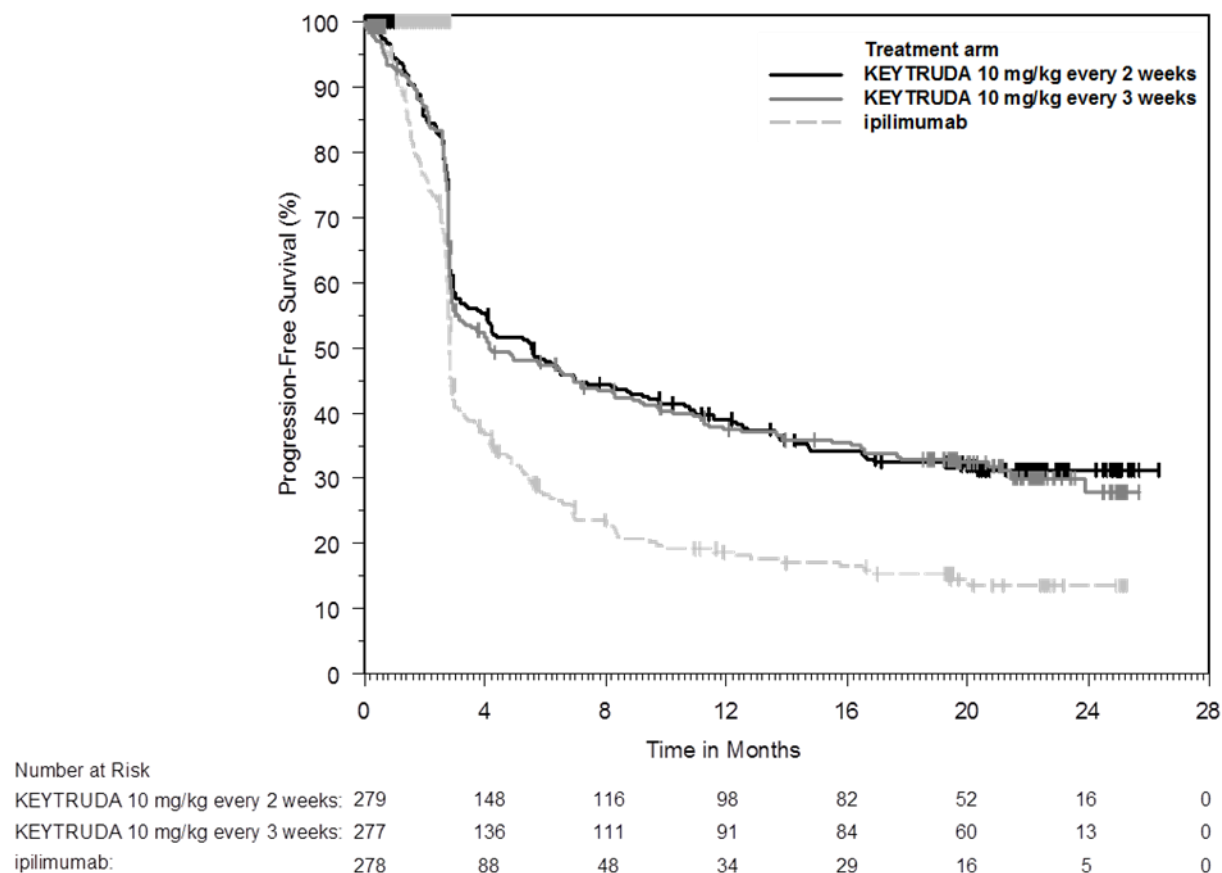 Progression-Free Survival (%)
100
90
80
70
60
50
40
30
20
10
0
Treatment arm
KEYTRUDA 10 mg/kg every 2 weeks
KEYTRUDA 10 mg/kg every 3 weeks
ipilimumab
0 4 8 12 16 20 24 28
Time in Months
Number at Risk
KEYTRUDA 10 mg/kg every 2 weeks: 279 148 116 98 82 52 16 0
KEYTRUDA 10 mg/kg every 3 weeks: 277 136 111 91 84 60 13 0
ipilimumab: 278 88 48 34 29 16 5 0